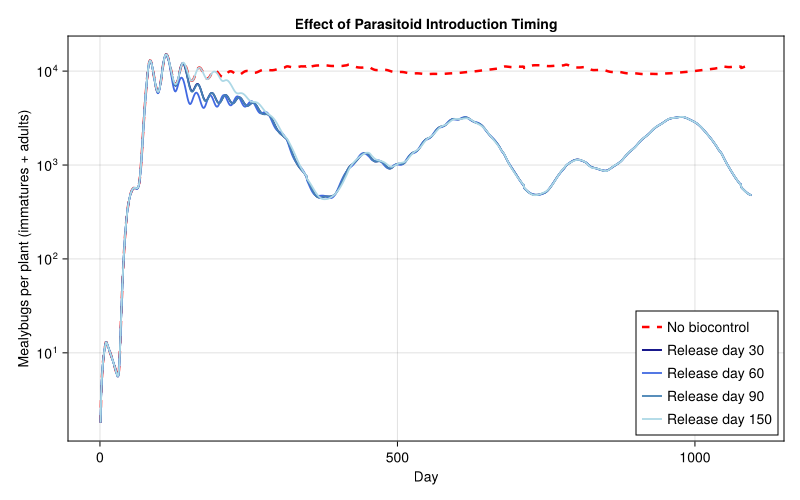 Effect of Parasitoid Introduction Timing
Mealybugs per plant (immatures + adults)
10⁴
10³
10²
10¹
0
500
1000
Day
No biocontrol
Release day 30
Release day 60
Release day 90
Release day 150